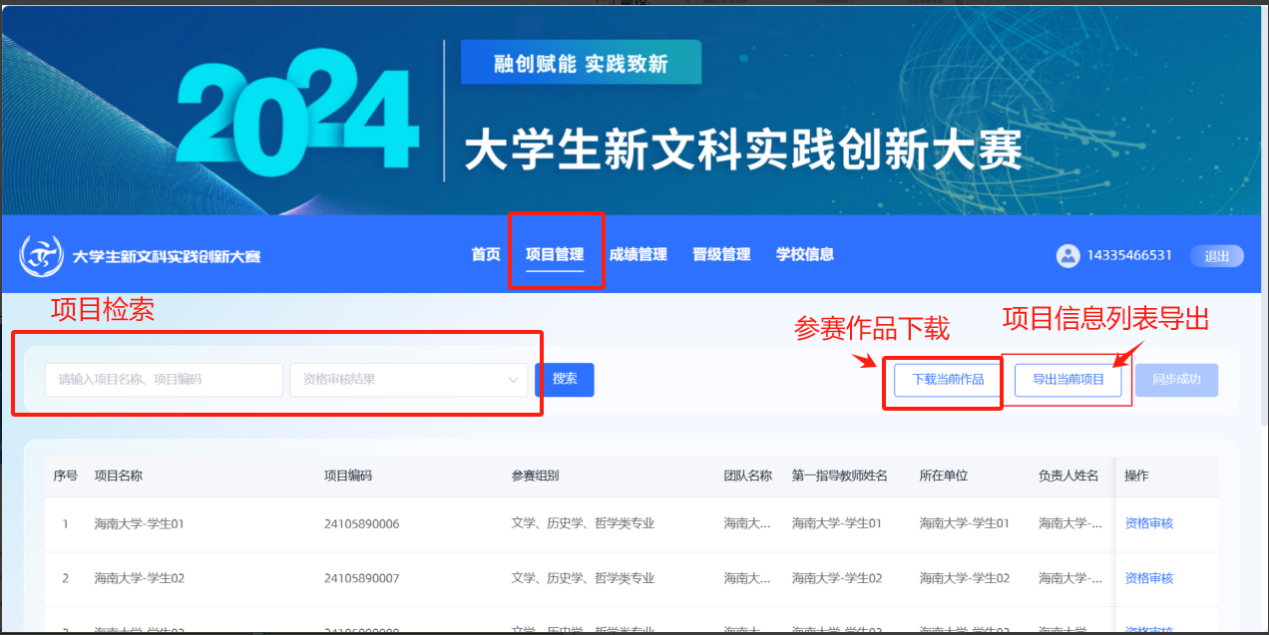 2024
融创赋能 实践致新
大学生新文科实践创新大赛
大学生新文科实践创新大赛 首页 项目管理 成绩管理 晋级管理 学校信息 14335466531 退出
项目检索
参赛作品下载 项目信息列表导出
请输入项目名称、项目编码 资格审核结果 搜索 下载当前作品 导出当前项目 同步成功
序号 项目名称 项目编码 参赛组别 团队名称 第一指导教师姓名 所在单位 负责人姓名 操作
1 海南大学-学生01 24105890006 文学、历史学、哲学类专业 海南大... 海南大学-学生01 海南大学-学生01 海南大学-... 资格审核
2 海南大学-学生02 24105890007 文学、历史学、哲学类专业 海南大... 海南大学-学生02 海南大学-学生02 海南大学-... 资格审核